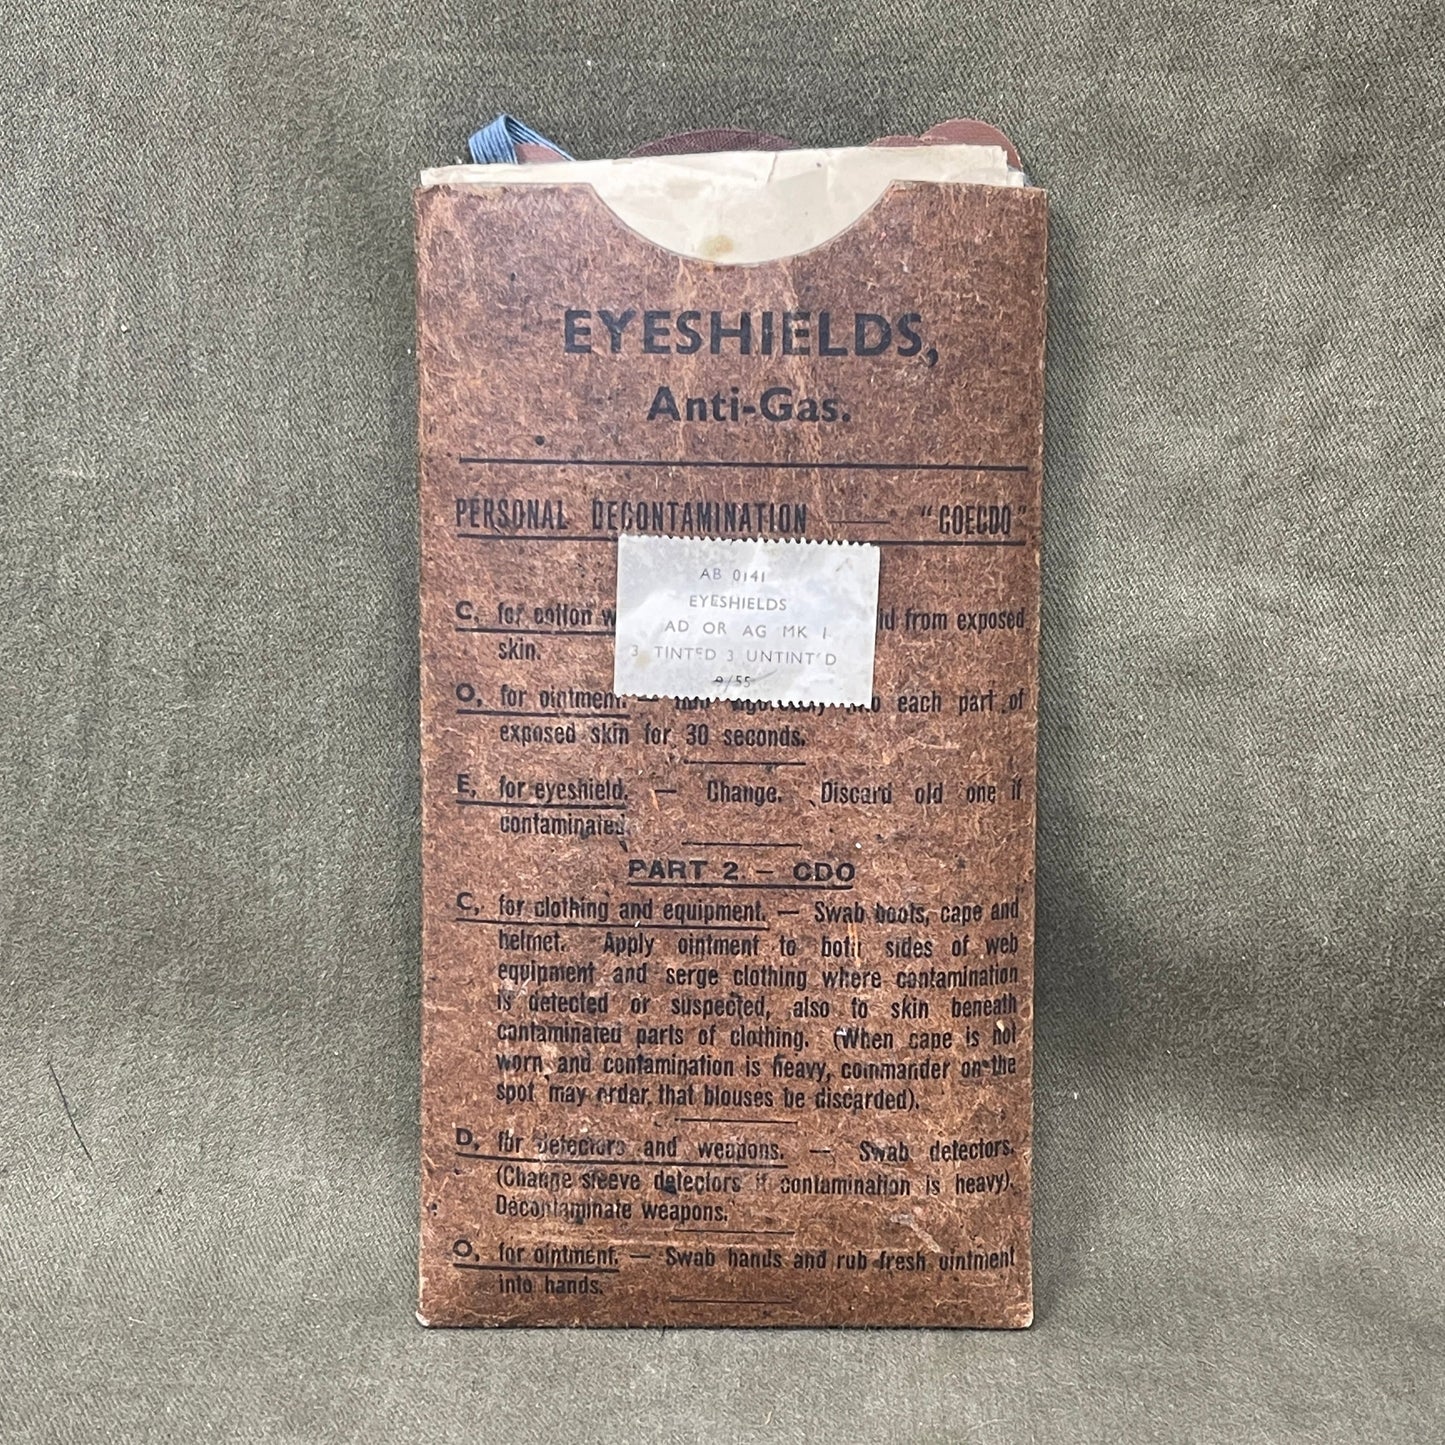 EYESHIELDS,
Anti-Gas.
PERSONAL DECONTAMINATION — "COECDO"
AB 0141
EYESHIELDS
AD OR AG MK I
3 TINTED 3 UNTINT'D
9/55
C, for cotton from exposed
skin.
O, for ointment. — each part of
exposed skin for 30 seconds.
E, for eyeshield. — Change. Discard old one if
contaminated.
PART 2 – CDO
C, for clothing and equipment. — Swab boots, cape and
helmet. Apply ointment to both sides of web
equipment and serge clothing where contamination
is detected or suspected, also to skin beneath
contaminated parts of clothing. (When cape is not
worn and contamination is heavy, commander on the
spot may order that blouses be discarded).
D, for detectors and weapons. — Swab detectors.
(Change sleeve detectors if contamination is heavy).
Decontaminate weapons.
O, for ointment. — Swab hands and rub fresh ointment
into hands.